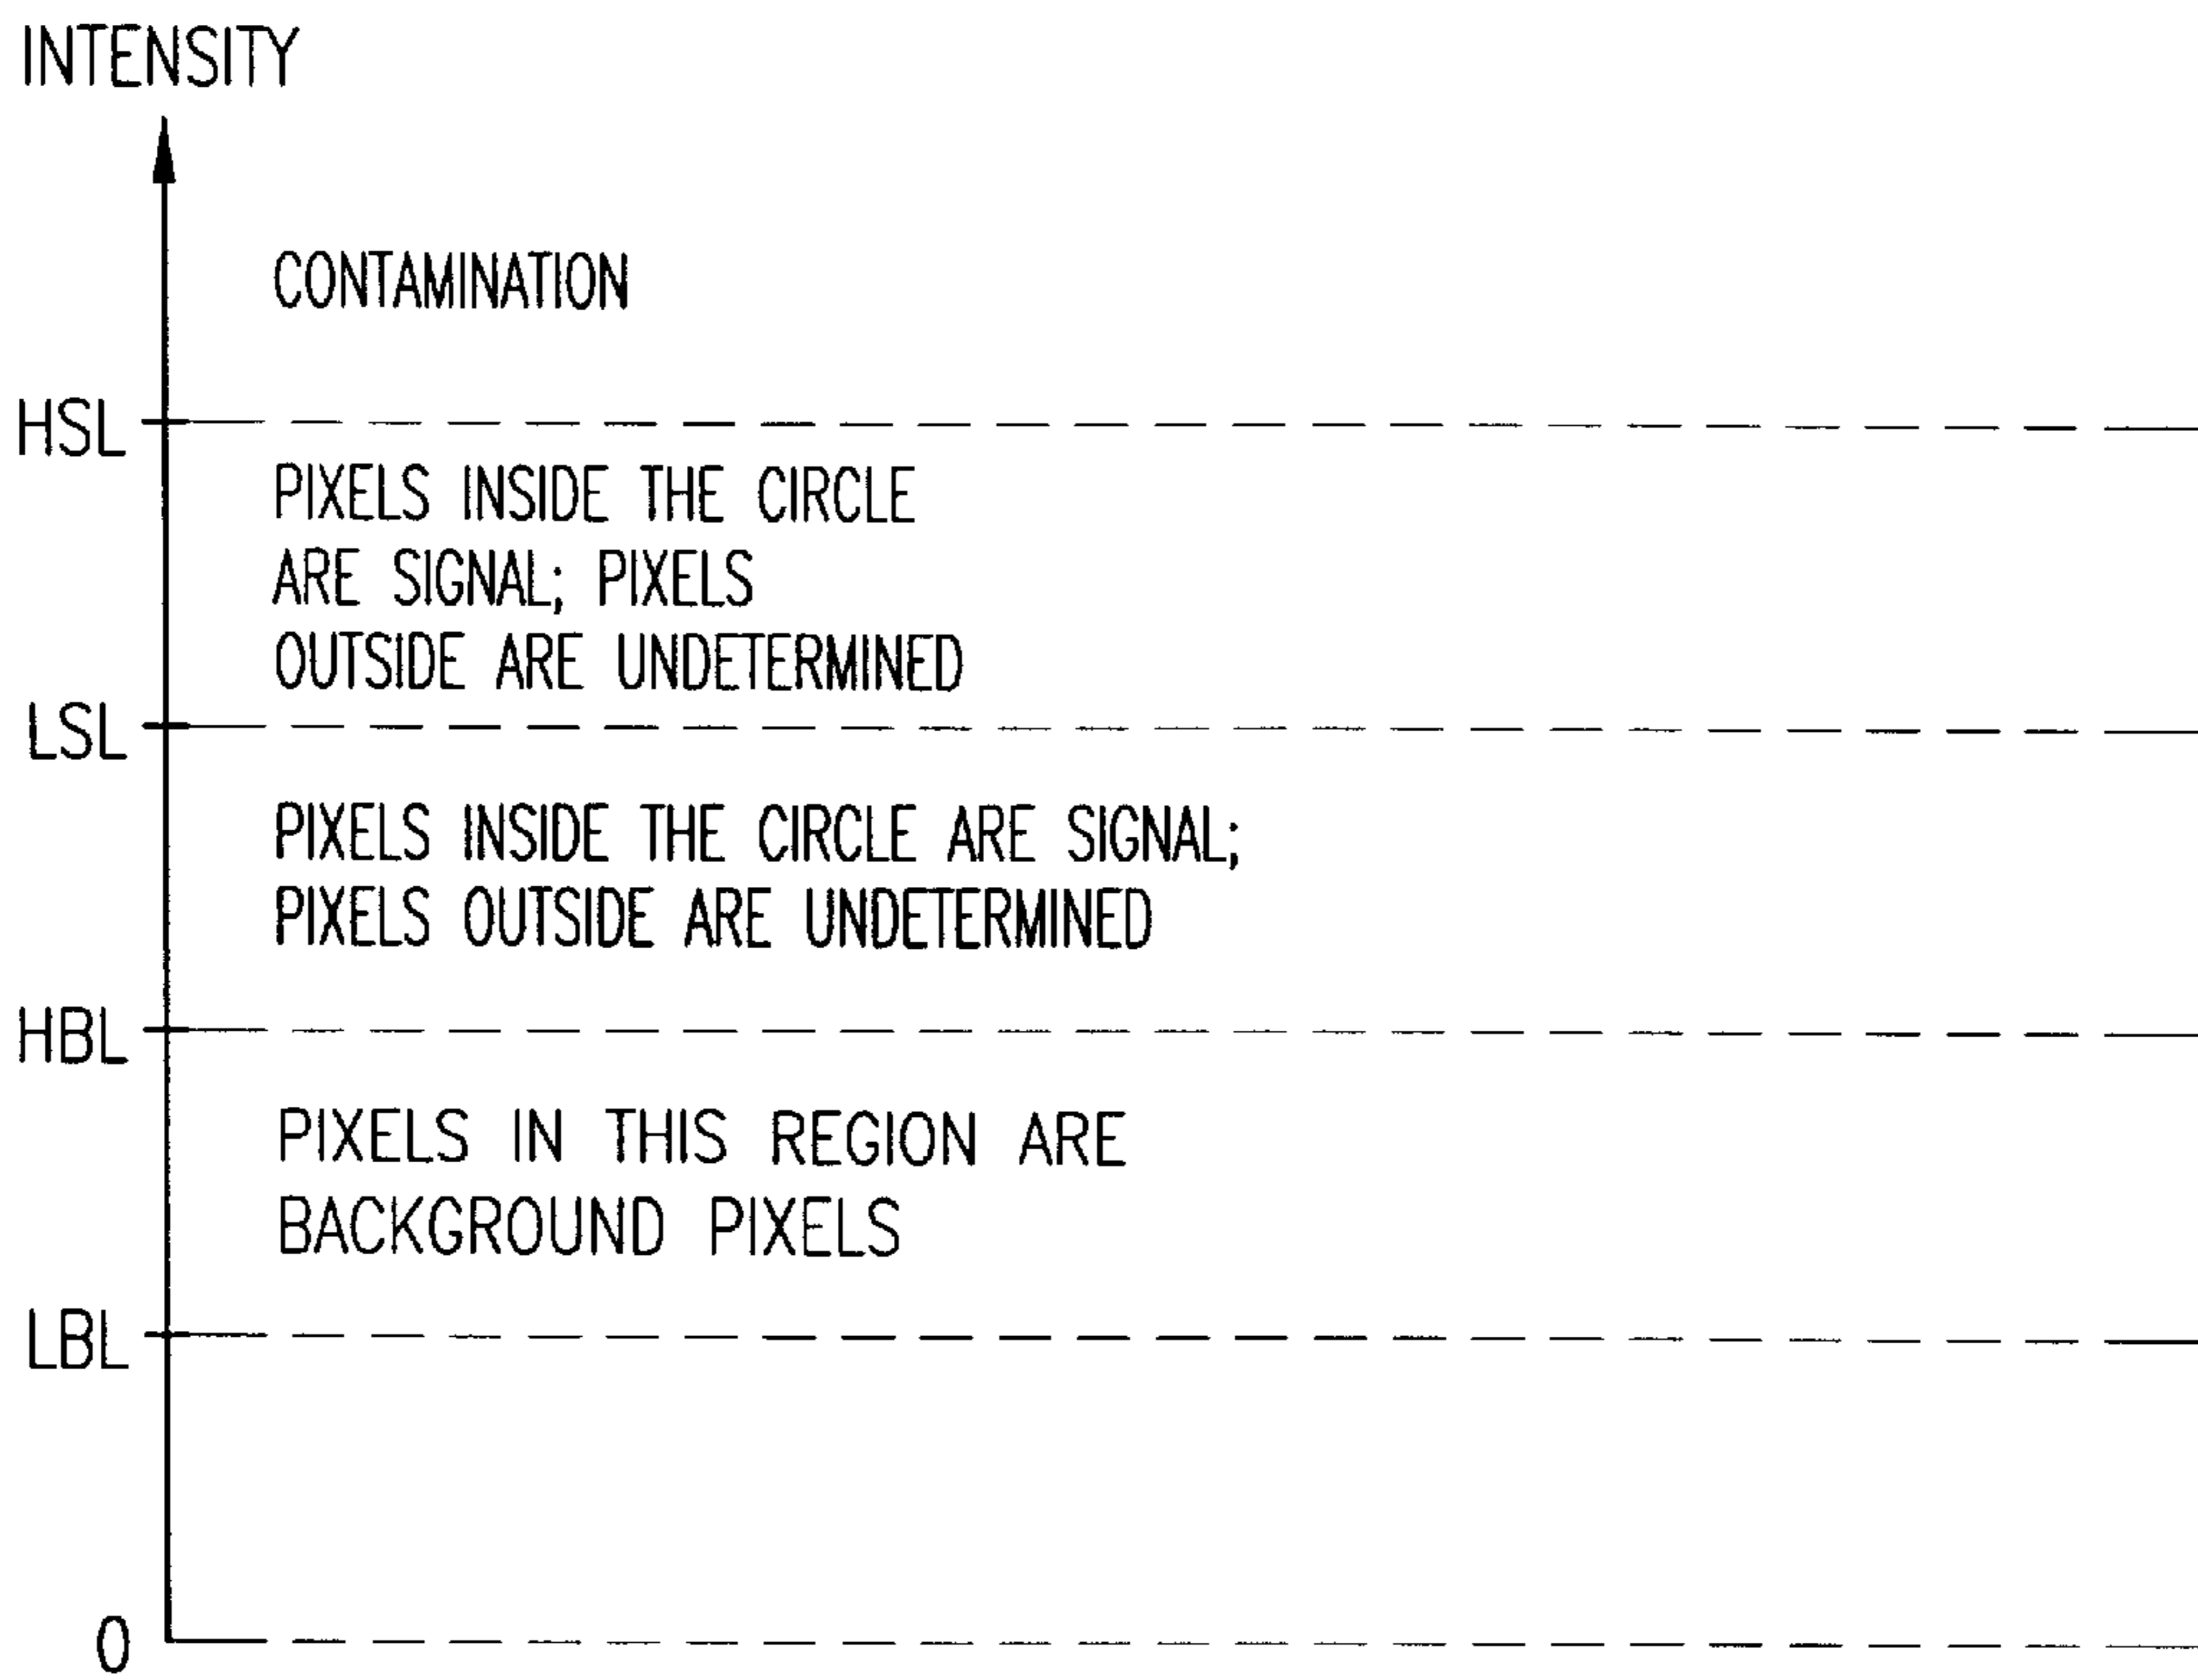 INTENSITY
CONTAMINATION
HSL
PIXELS INSIDE THE CIRCLE
ARE SIGNAL; PIXELS
OUTSIDE ARE UNDETERMINED
LSL
PIXELS INSIDE THE CIRCLE ARE SIGNAL;
PIXELS OUTSIDE ARE UNDETERMINED
HBL
PIXELS IN THIS REGION ARE
BACKGROUND PIXELS
LBL
0